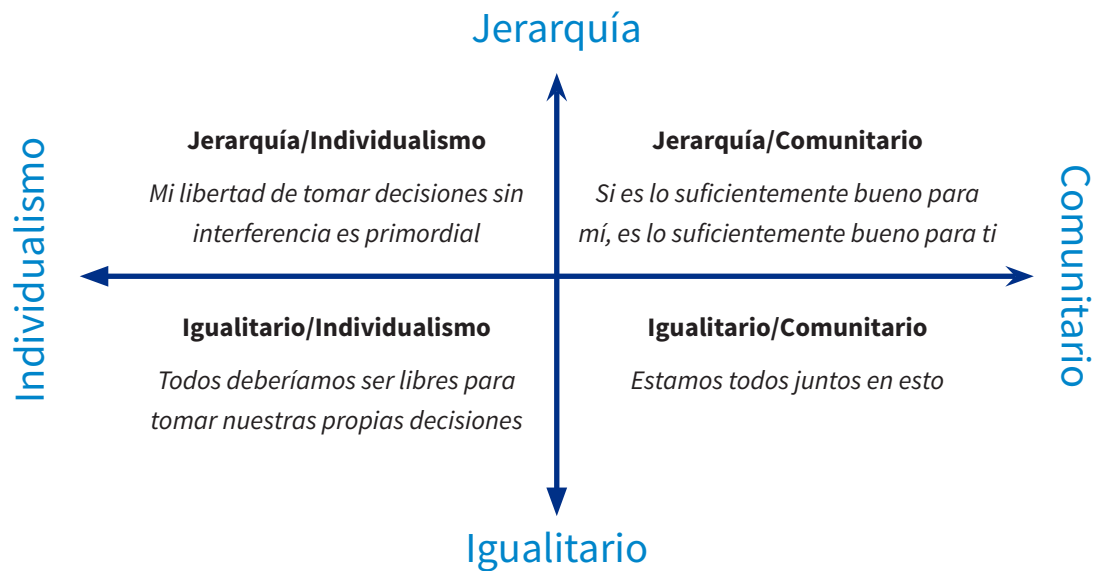 Jerarquía
Individualismo
Jerarquía/Individualismo
Mi libertad de tomar decisiones sin
interferencia es primordial
Jerarquía/Comunitario
Si es lo suficientemente bueno para
mí, es lo suficientemente bueno para ti
Comunitario
Igualitario/Individualismo
Todos deberíamos ser libres para
tomar nuestras propias decisiones
Igualitario/Comunitario
Estamos todos juntos en esto
Igualitario